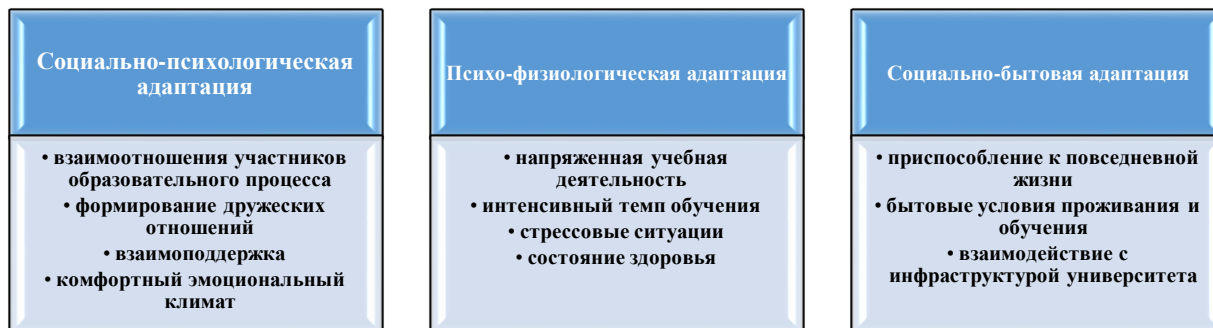 Социально-психологическая
адаптация
• взаимоотношения участников
образовательного процесса
• формирование дружеских
отношений
• взаимоподдержка
• комфортный эмоциональный
климат
Психо-физиологическая адаптация
• напряженная учебная
деятельность
• интенсивный темп обучения
• стрессовые ситуации
• состояние здоровья
Социально-бытовая адаптация
• приспособление к повседневной
жизни
• бытовые условия проживания и
обучения
• взаимодействие с
инфраструктурой университета